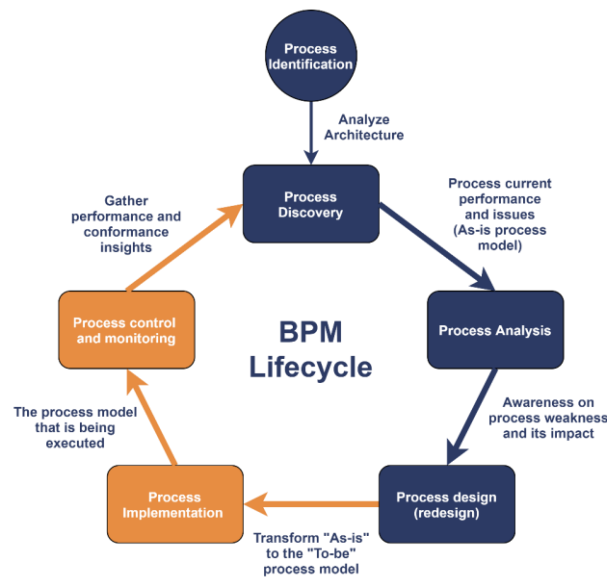 Process
Identification
Analyze
Architecture
Process
Discovery
Process current
performance
and issues
(As-is process
model)
Process Analysis
Awareness on
process weakness
and its impact
Process design
(redesign)
Transform "As-is"
to the "To-be"
process model
Process
Implementation
The process model
that is being
executed
Process control
and monitoring
Gather
performance and
conformance
insights
BPM
Lifecycle